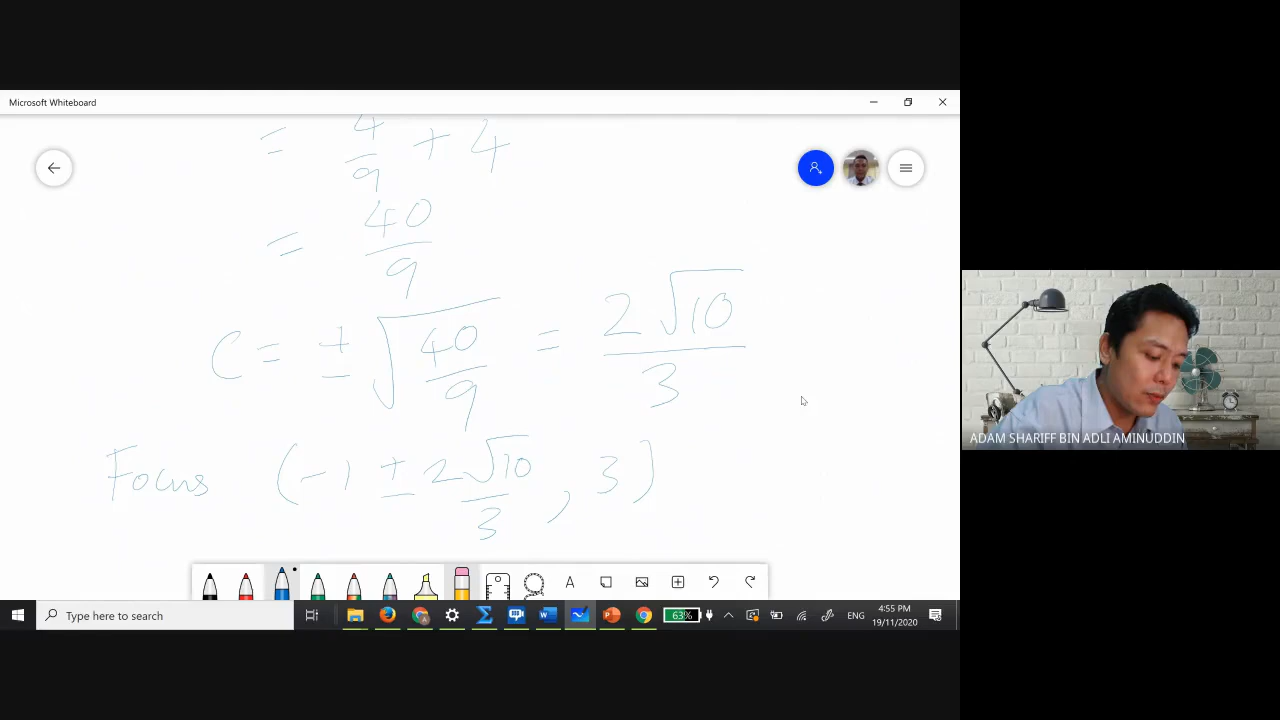 Microsoft Whiteboard
= 4/9 + 4
= 40/9
C = ± √(40/9) = 2√10/3
Focus (-1 ± 2√10/3, 3)
ADAM SHARIFF BIN ADLI AMINUDDIN
A
Type here to search
63%
ENG
4:55 PM
19/11/2020